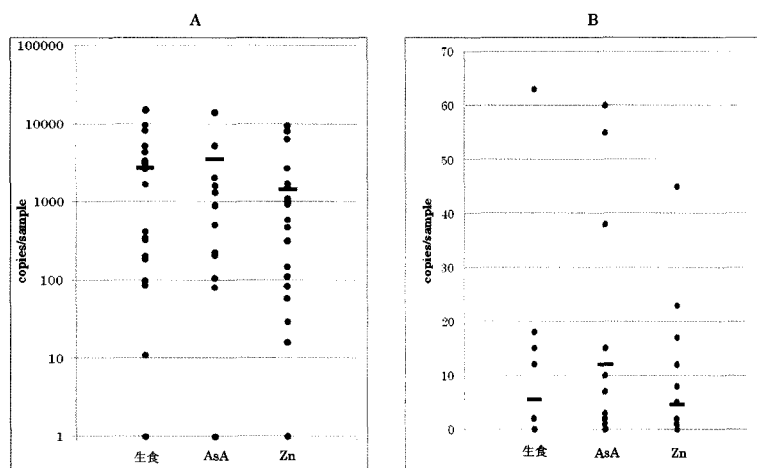 A
100000
10000
1000
100
10
1
copies/sample
生食
AsA
Zn
B
70
60
50
40
30
20
10
0
copies/sample
生食
AsA
Zn